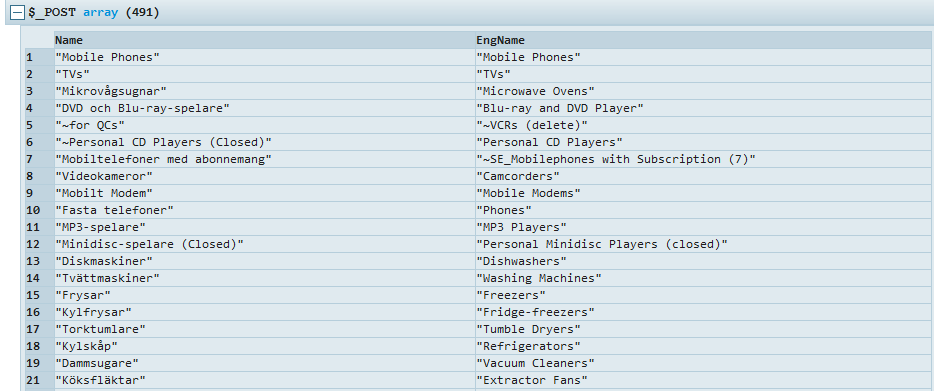 $_POST array (491)
Name EngName
1 "Mobile Phones" "Mobile Phones"
2 "TVs" "TVs"
3 "Mikrovågsugnar" "Microwave Ovens"
4 "DVD och Blu-ray-spelare" "Blu-ray and DVD Player"
5 "~for QCs" "~VCRs (delete)"
6 "~Personal CD Players (Closed)" "Personal CD Players"
7 "Mobiltelefoner med abonnemang" "~SE_Mobilephones with Subscription (7)"
8 "Videokameror" "Camcorders"
9 "Mobilt Modem" "Mobile Modems"
10 "Fasta telefoner" "Phones"
11 "MP3-spelare" "MP3 Players"
12 "Minidisc-spelare (Closed)" "Personal Minidisc Players (closed)"
13 "Diskmaskiner" "Dishwashers"
14 "Tvättmaskiner" "Washing Machines"
15 "Frysar" "Freezers"
16 "Kylfrysar" "Fridge-freezers"
17 "Torktumlare" "Tumble Dryers"
18 "Kylskåp" "Refrigerators"
19 "Dammsugare" "Vacuum Cleaners"
21 "Köksfläktar" "Extractor Fans"